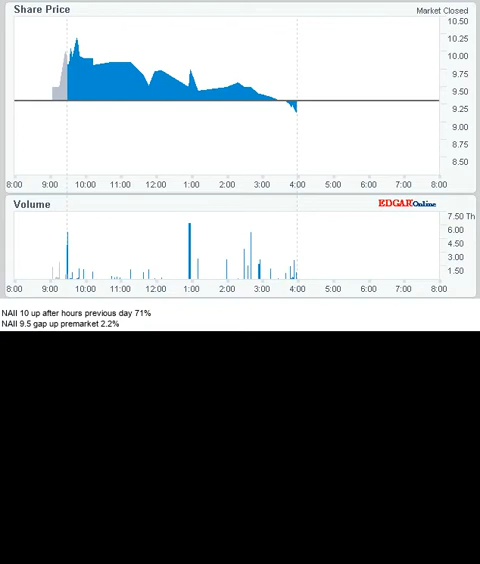 Share Price
Market Closed
10.50
10.25
10.00
9.75
9.50
9.25
9.00
8.75
8.50
8:00 9:00 10:00 11:00 12:00 1:00 2:00 3:00 4:00 5:00 6:00 7:00 8:00
Volume
EDGAROnline
7.50 Th
6.00
4.50
3.00
1.50
8:00 9:00 10:00 11:00 12:00 1:00 2:00 3:00 4:00 5:00 6:00 7:00 8:00
NAII 10 up after hours previous day 71%
NAII 9.5 gap up premarket 2.2%